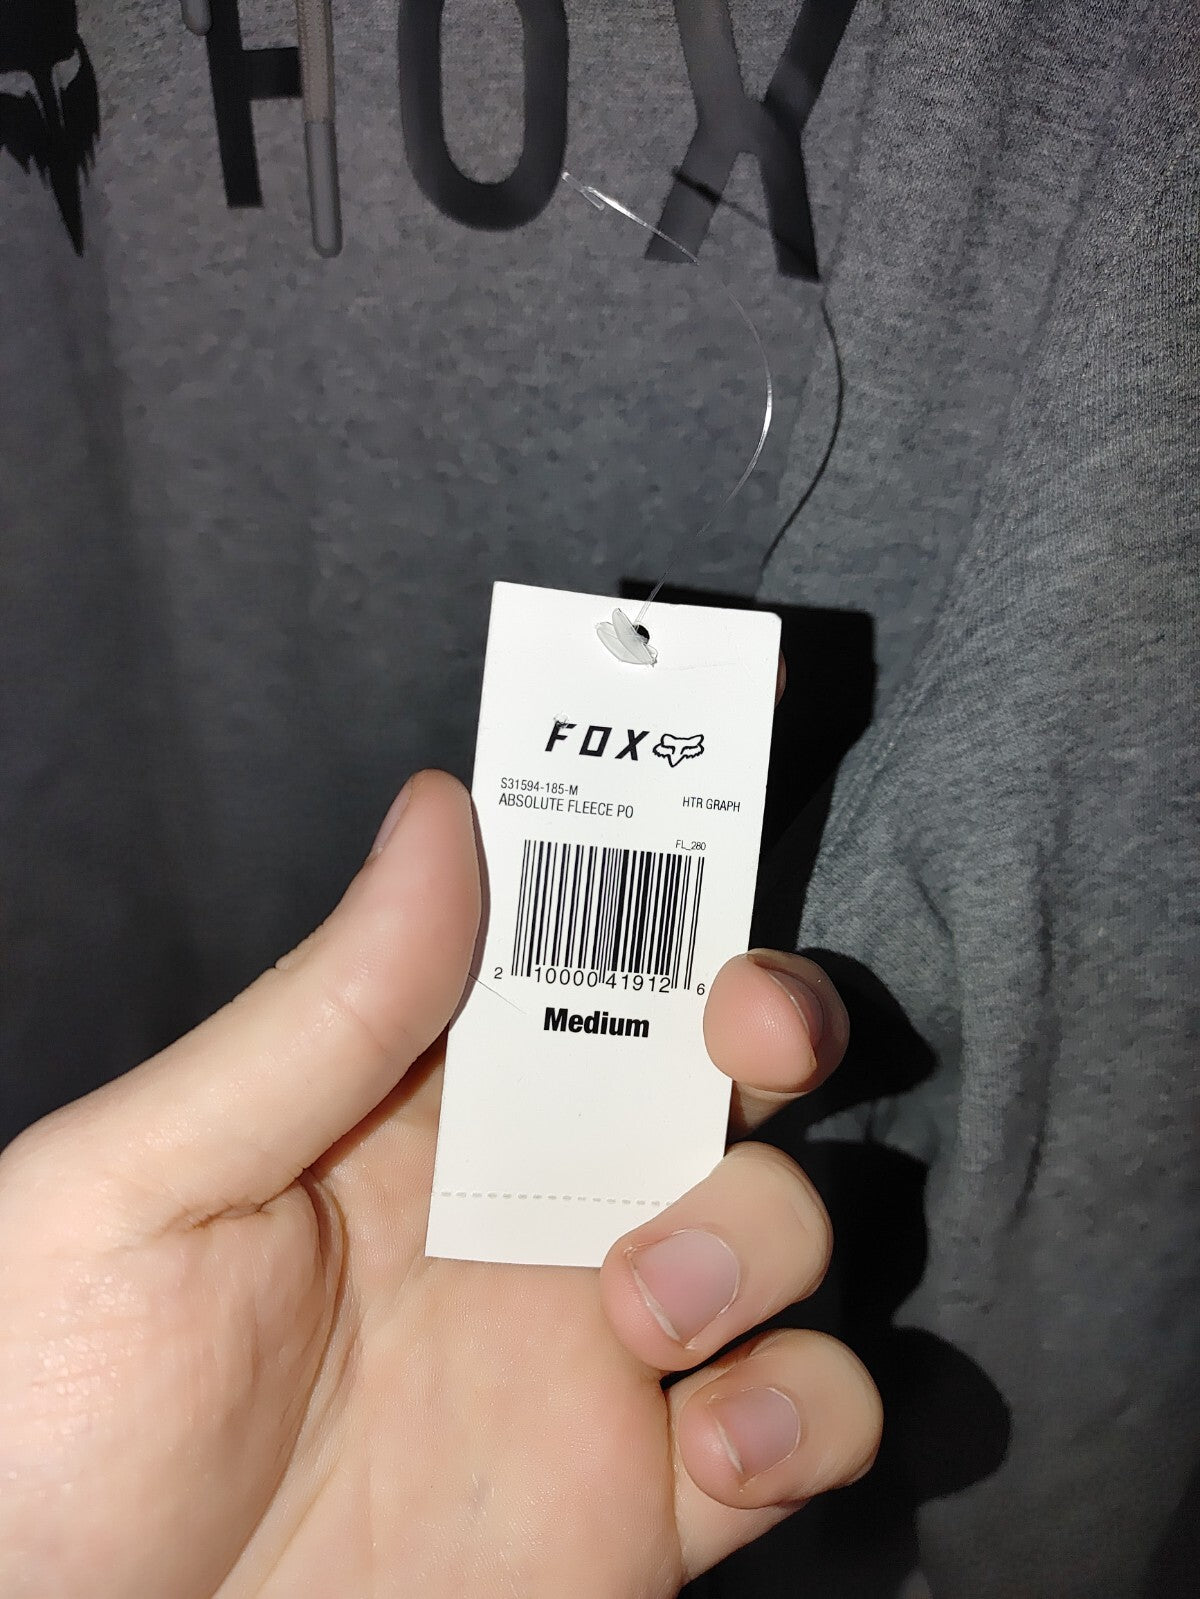 FOX
FOX
S31594-185-M
ABSOLUTE FLEECE PO HTR GRAPH
FL_280
2 10000 41912 6
Medium